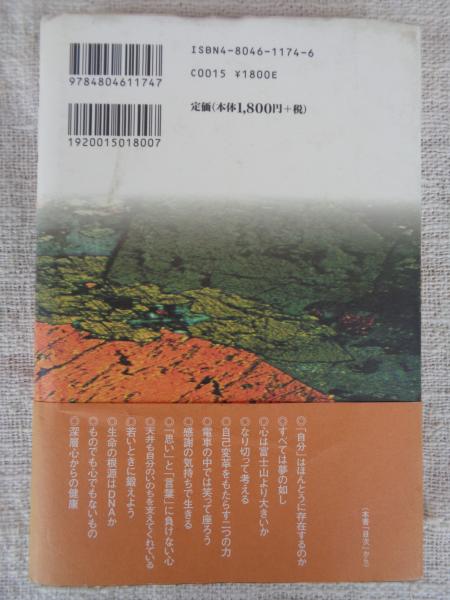 ISBN4-8046-1174-6
C0015 ¥1800E
定価(本体1,800円+税)
9784804611747
1920015018007
(本書「目次」から)
◎「自分」はほんとうに存在するのか
◎すべては夢の如し
◎心は富士山より大きいか
◎なり切って考える
◎自己変革をもたらす二つの力
◎電車の中では笑って座ろう
◎感謝の気持ちで生きる
◎「思い」と「言葉」に負けない心
◎天井も自分のいのちを支えてくれている
◎若いときに鍛えよう
◎生命の根源はDNAか
◎ものでも心でもないもの
◎深層心からの健康